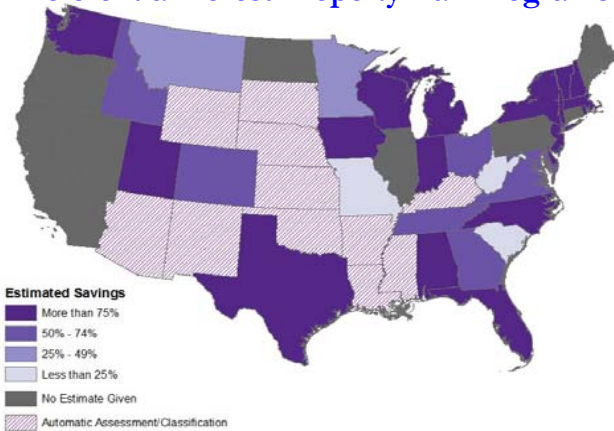 Estimated Savings
More than 75%
50% - 74%
25% - 49%
Less than 25%
No Estimate Given
Automatic Assessment/Classification